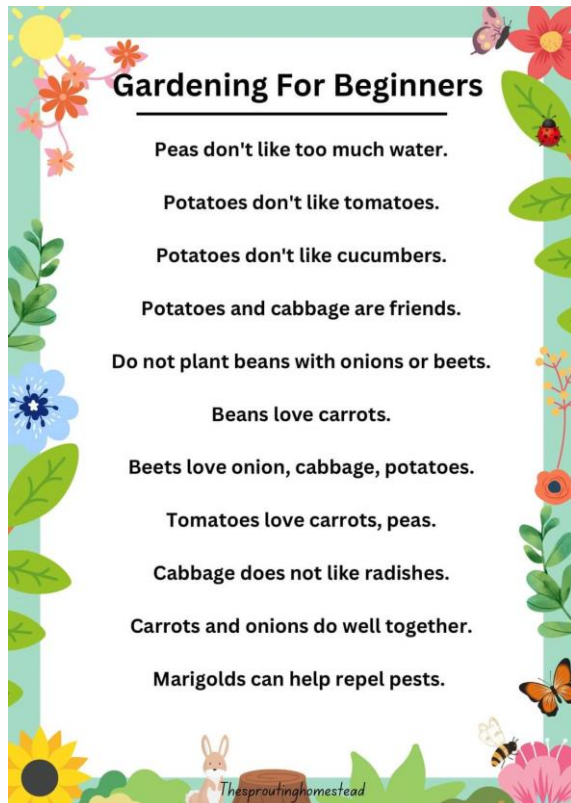 Gardening For Beginners
Peas don't like too much water.
Potatoes don't like tomatoes.
Potatoes don't like cucumbers.
Potatoes and cabbage are friends.
Do not plant beans with onions or beets.
Beans love carrots.
Beets love onion, cabbage, potatoes.
Tomatoes love carrots, peas.
Cabbage does not like radishes.
Carrots and onions do well together.
Marigolds can help repel pests.
Thesproutinghomestead